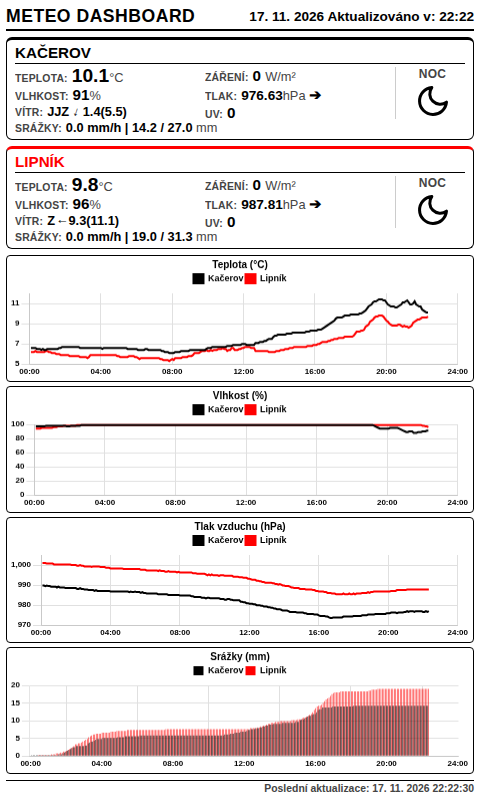 METEO DASHBOARD 17. 11. 2026 Aktualizováno v: 22:22
KAČEROV
TEPLOTA: 10.1°C ZÁŘENÍ: 0 W/m² NOC
VLHKOST: 91% TLAK: 976.63hPa ➔
VÍTR: JJZ ↓ 1.4(5.5) UV: 0
SRÁŽKY: 0.0 mm/h | 14.2 / 27.0 mm
LIPNÍK
TEPLOTA: 9.8°C ZÁŘENÍ: 0 W/m² NOC
VLHKOST: 96% TLAK: 987.81hPa ➔
VÍTR: Z ←9.3(11.1) UV: 0
SRÁŽKY: 0.0 mm/h | 19.0 / 31.3 mm
Teplota (°C)
Kačerov Lipník
11
9
7
5
00:00 04:00 08:00 12:00 16:00 20:00 24:00
Vlhkost (%)
Kačerov Lipník
100
80
60
40
20
0
00:00 04:00 08:00 12:00 16:00 20:00 24:00
Tlak vzduchu (hPa)
Kačerov Lipník
1,000
990
980
970
00:00 04:00 08:00 12:00 16:00 20:00 24:00
Srážky (mm)
Kačerov Lipník
20
15
10
5
0
00:00 04:00 08:00 12:00 16:00 20:00 24:00
Poslední aktualizace: 17. 11. 2026 22:22:30